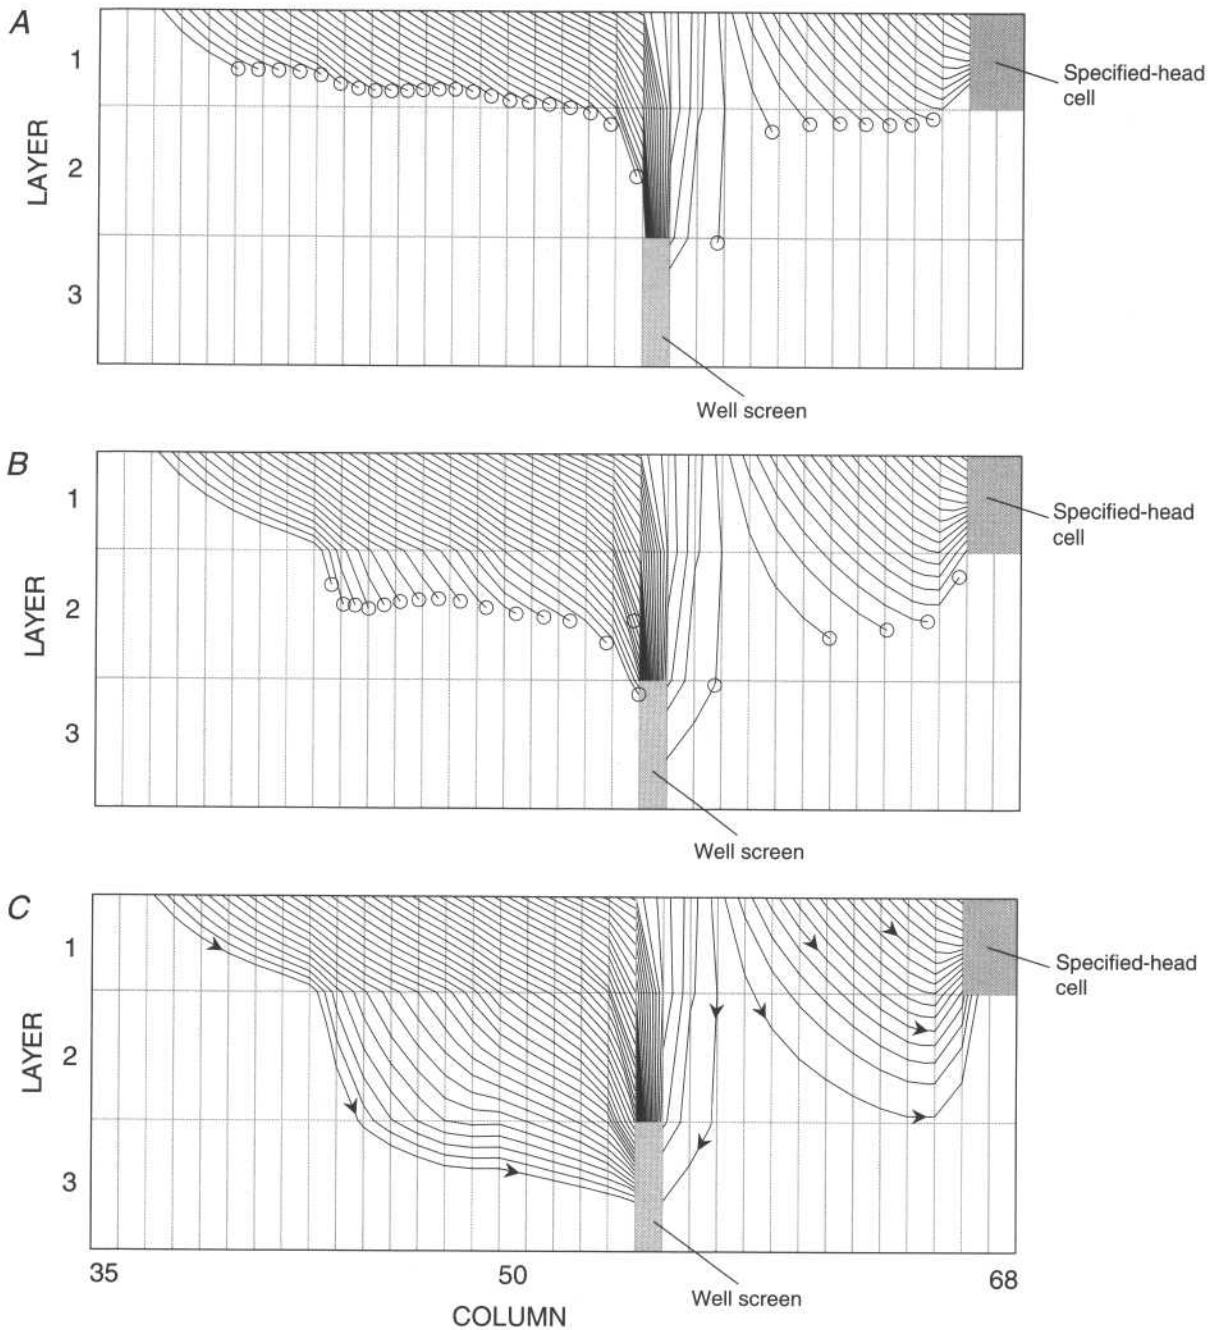 A
1
Specified-head
cell
LAYER
2
3
Well screen
B
1
Specified-head
cell
LAYER
2
3
Well screen
C
1
Specified-head
cell
LAYER
2
3
35
50
68
Well screen
COLUMN